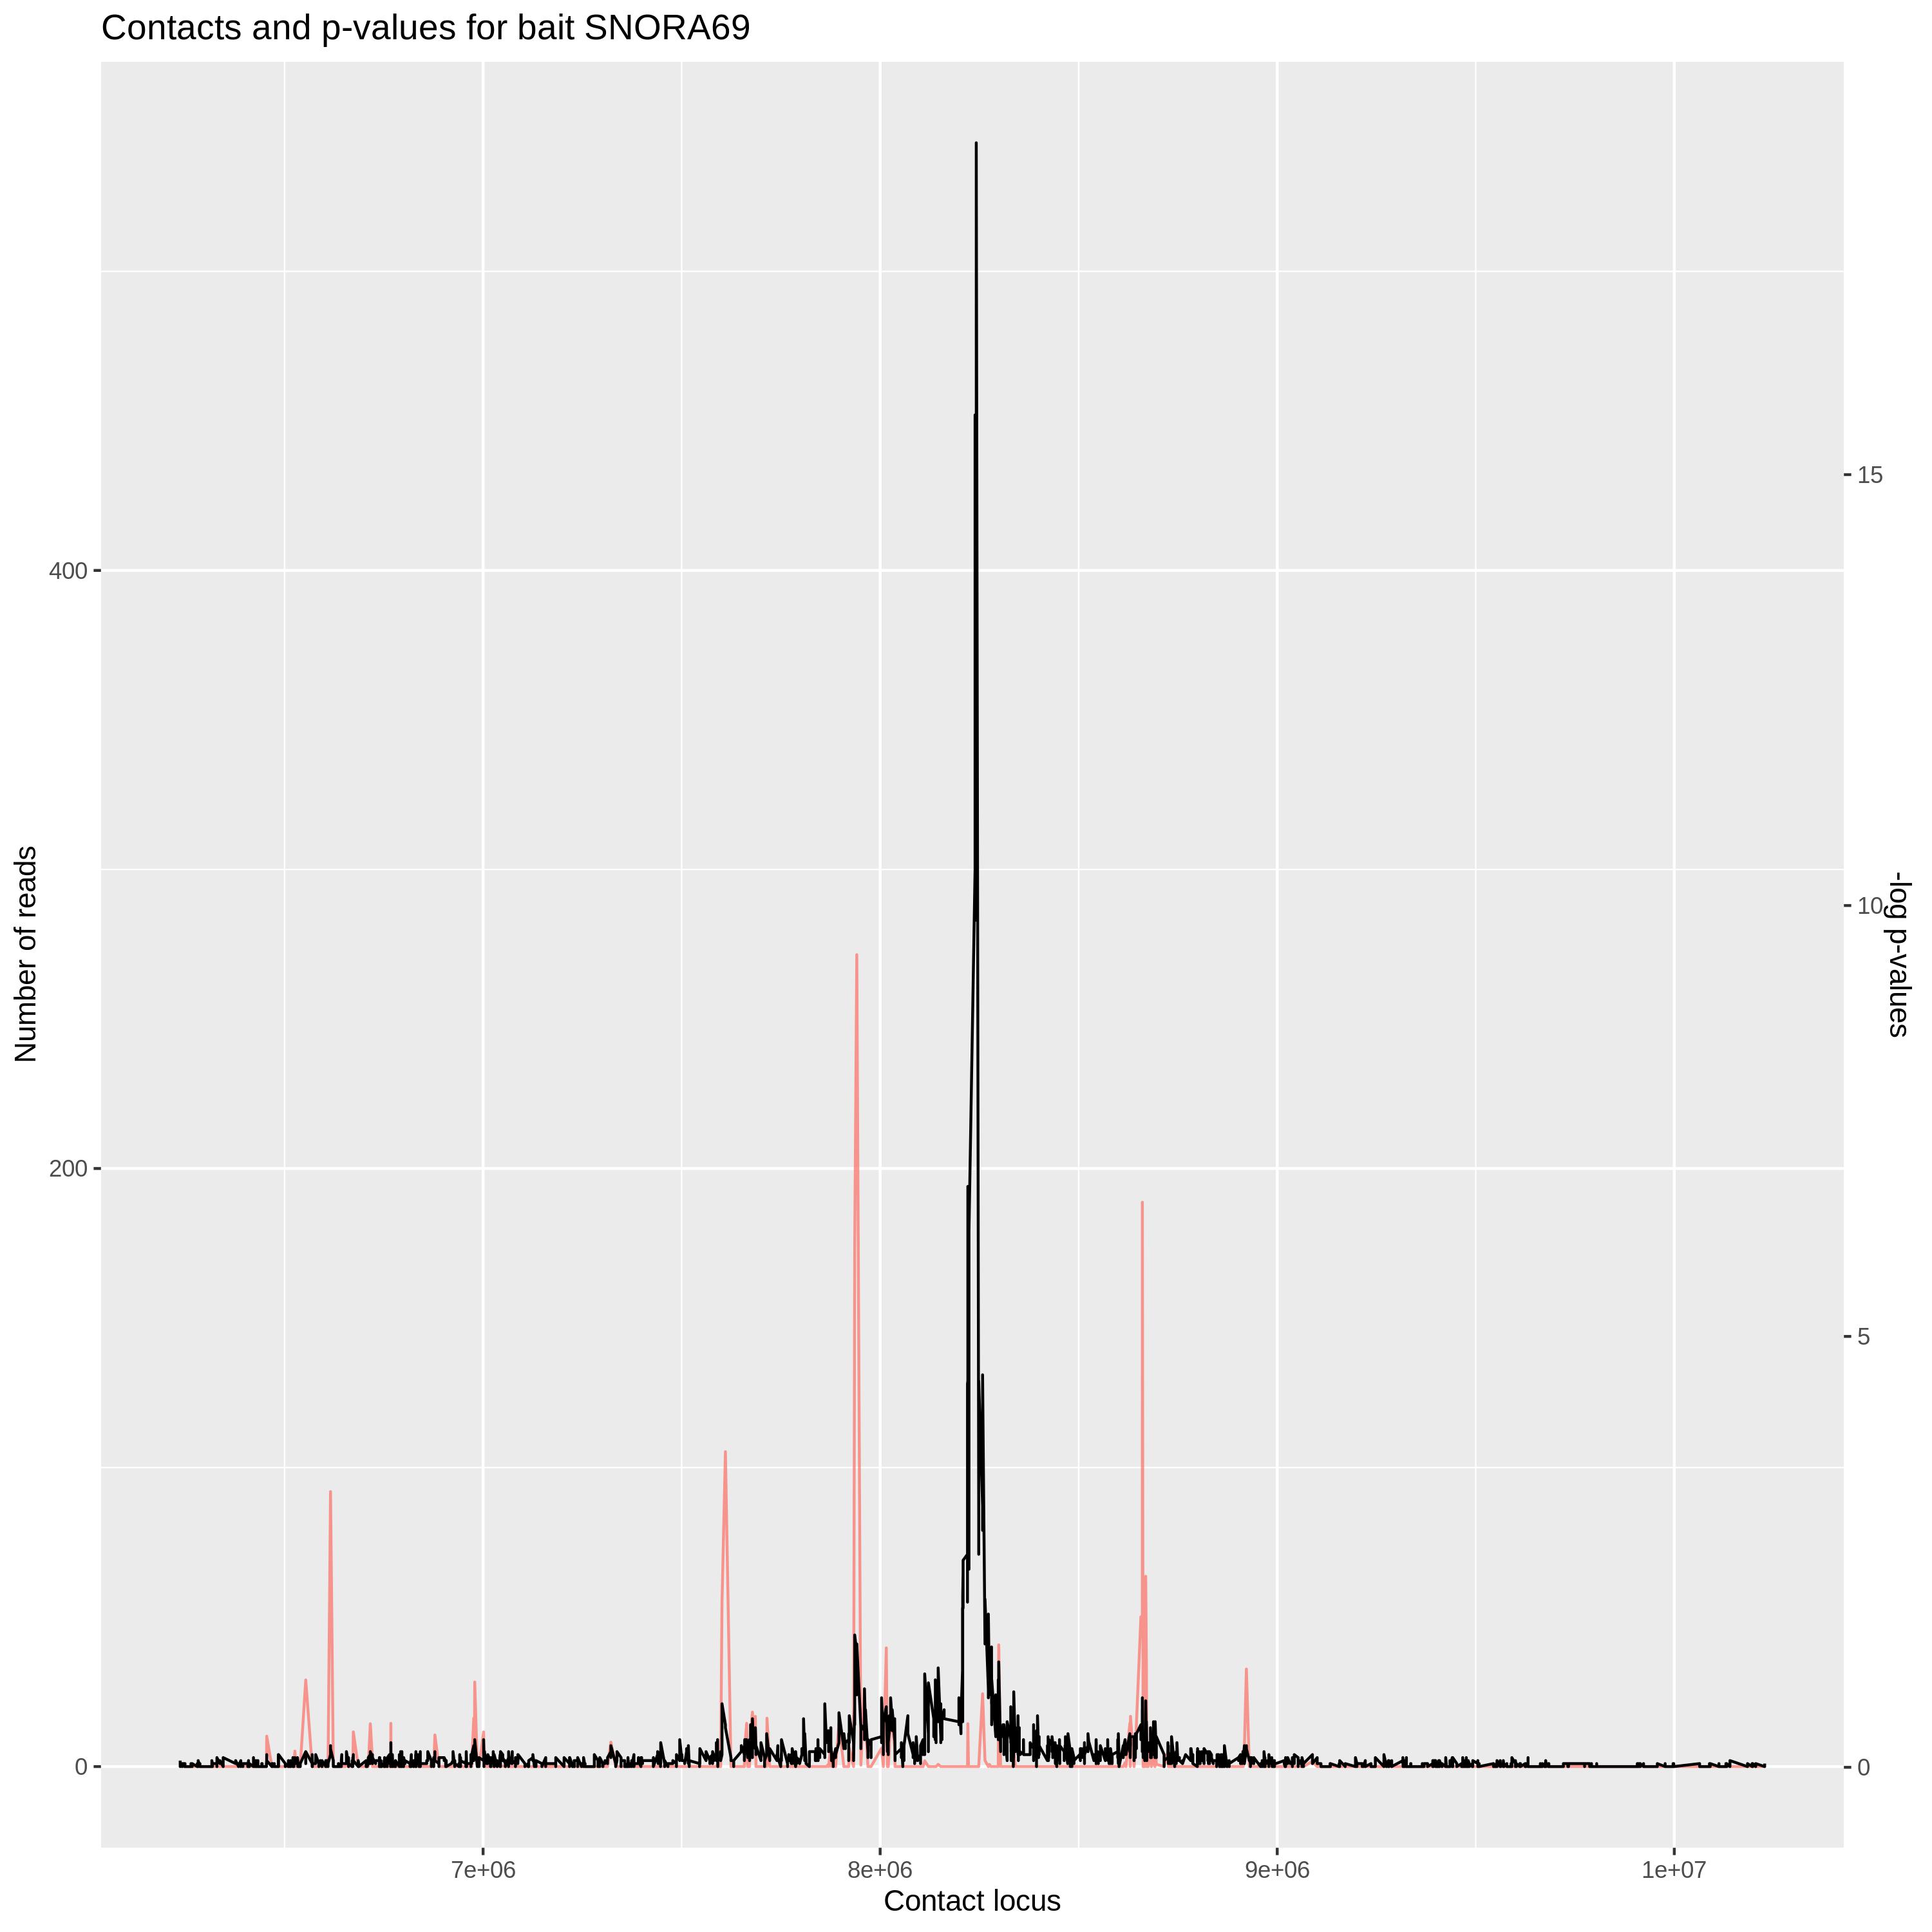 Contacts and p-values for bait SNORA69
Number of reads
400
200
0
15
10
5
0
-log p-values
7e+06
8e+06
9e+06
1e+07
Contact locus